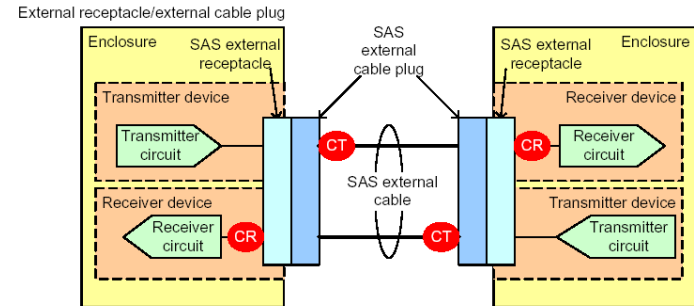 External receptacle/external cable plug
Enclosure
SAS external
receptacle
SAS
external
cable plug
SAS external
receptacle
Enclosure
Transmitter device
Transmitter
circuit
CT
CR
Receiver device
Receiver
circuit
SAS external
cable
Receiver device
Receiver
circuit
CR
CT
Transmitter device
Transmitter
circuit